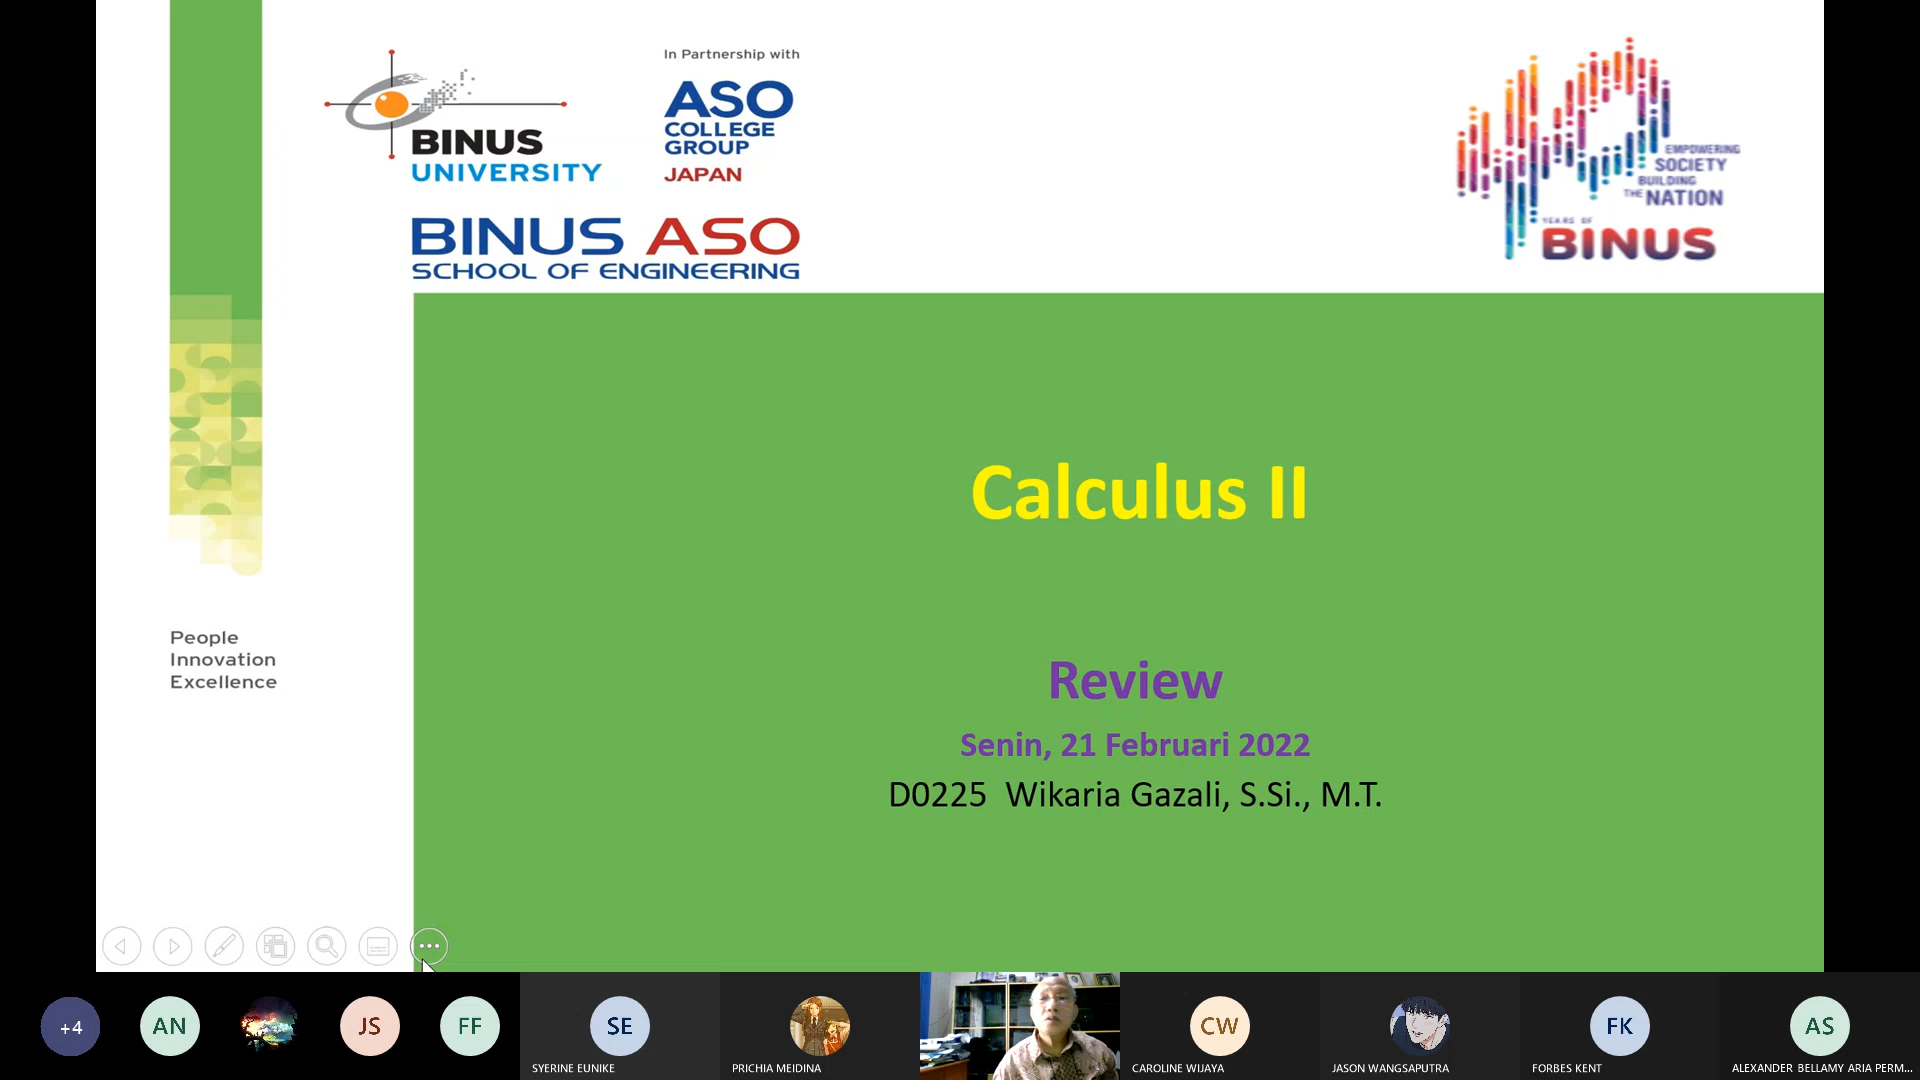 In Partnership with
ASO
COLLEGE
GROUP
JAPAN
BINUS
UNIVERSITY
BINUS ASO
SCHOOL OF ENGINEERING
EMPOWERING
SOCIETY
BUILDING
THE NATION
YEARS OF
BINUS
Calculus II
Review
Senin, 21 Februari 2022
D0225 Wikaria Gazali, S.Si., M.T.
People
Innovation
Excellence
+4
AN
JS
FF
SE
CW
FK
AS
SYERINE EUNIKE
PRICHIA MEIDINA
CAROLINE WIJAYA
JASON WANGSAPUTRA
FORBES KENT
ALEXANDER BELLAMY ARIA PERM...